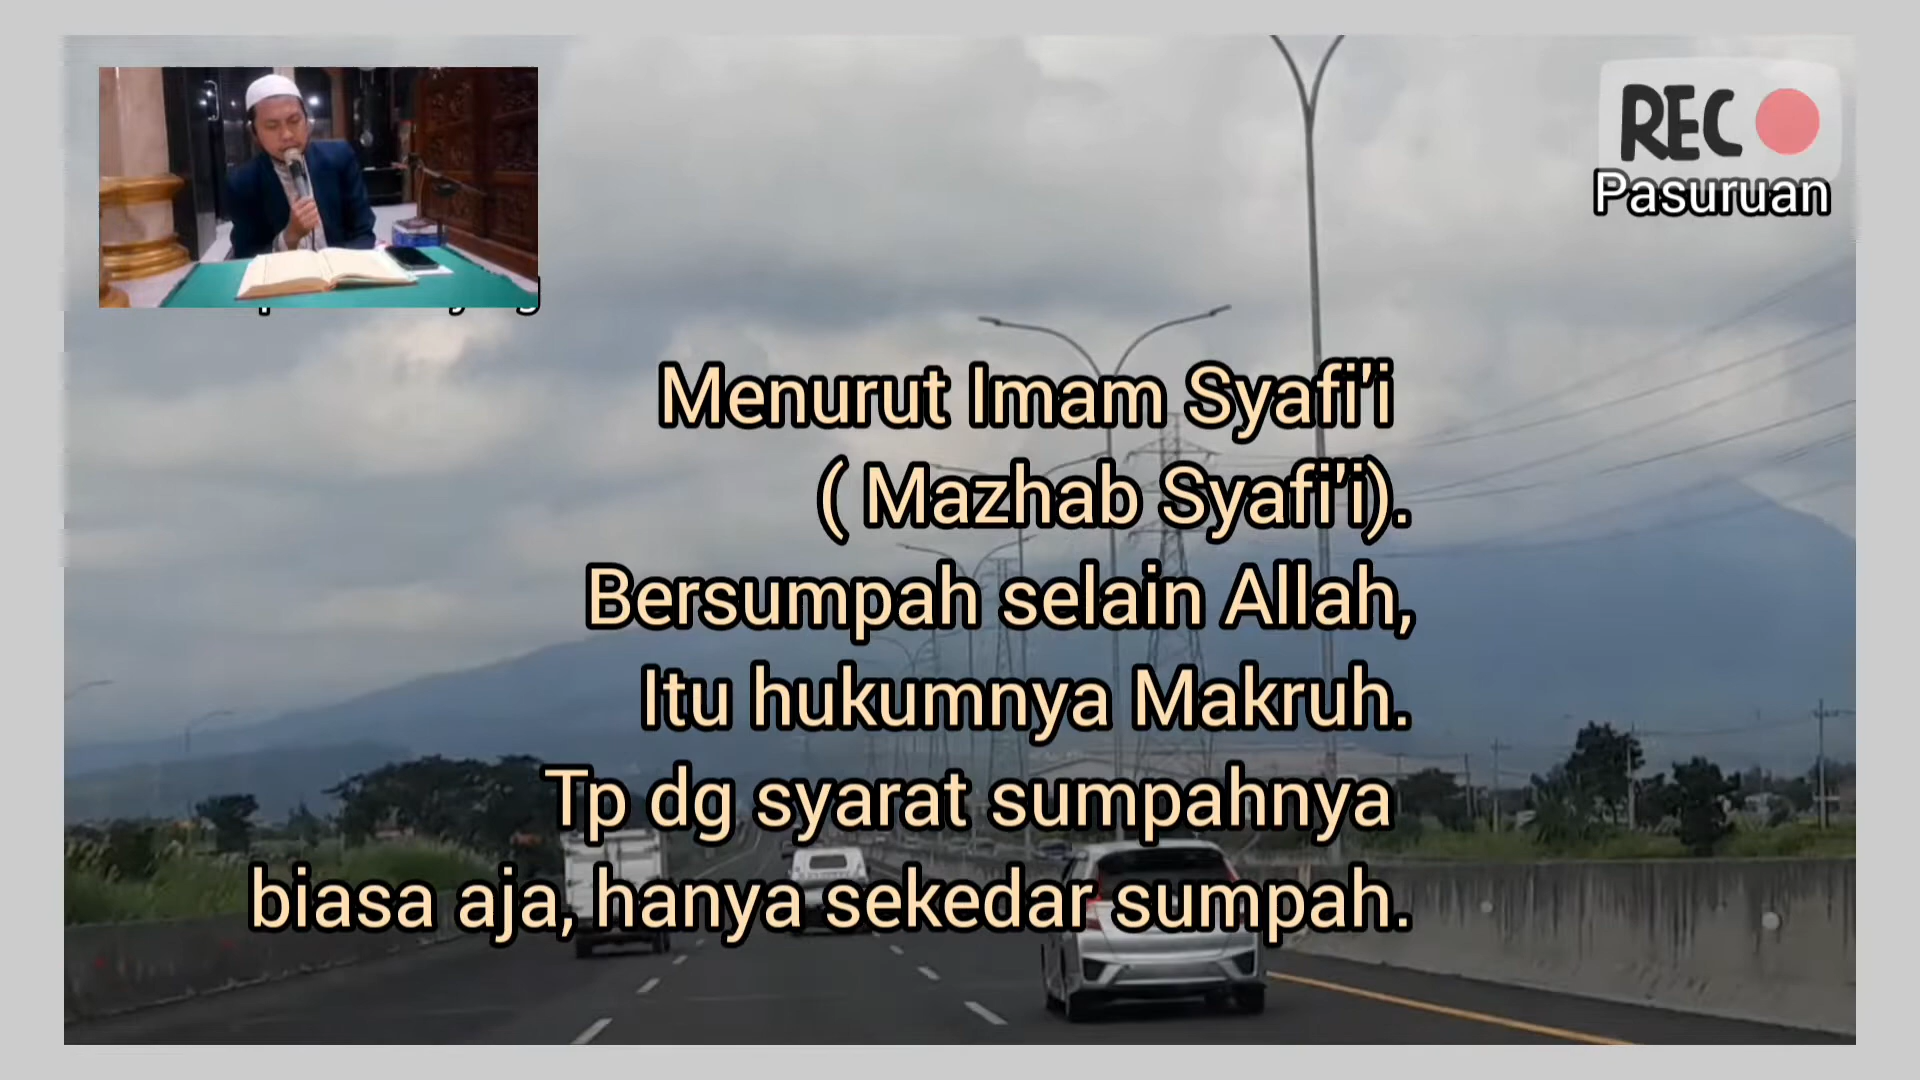 REC
Pasuruan
Menurut Imam Syafi'i
( Mazhab Syafi'i).
Bersumpah selain Allah,
Itu hukumnya Makruh.
Tp dg syarat sumpahnya
biasa aja, hanya sekedar sumpah.